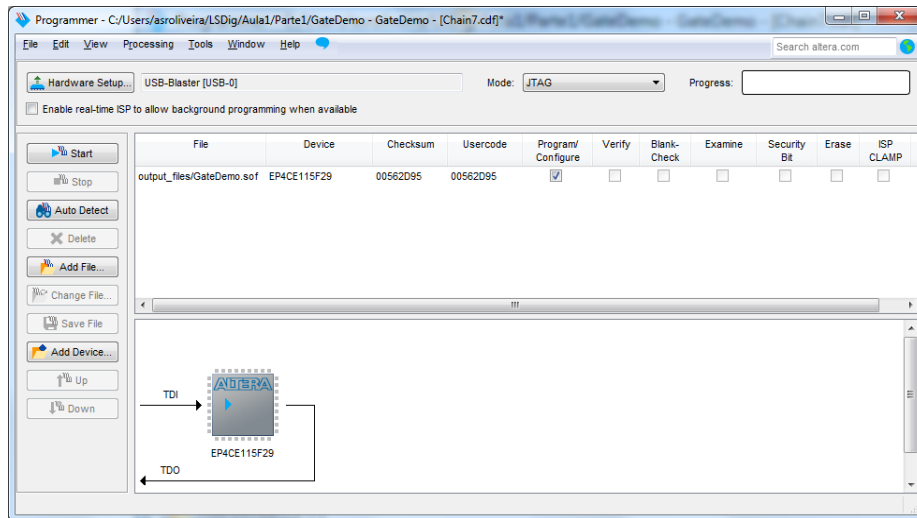 Programmer - C:/Users/asroliveira/LSDig/Aula1/Parte1/GateDemo - GateDemo - [Chain7.cdf]*
File Edit View Processing Tools Window Help
Search altera.com
Hardware Setup... USB-Blaster [USB-0] Mode: JTAG Progress:
Enable real-time ISP to allow background programming when available
File Device Checksum Usercode Program/ Configure Verify Blank- Check Examine Security Bit Erase ISP CLAMP
output_files/GateDemo.sof EP4CE115F29 00562D95 00562D95
Start
Stop
Auto Detect
Delete
Add File...
Change File...
Save File
Add Device...
Up
Down
TDI
ALTERA
EP4CE115F29
TDO